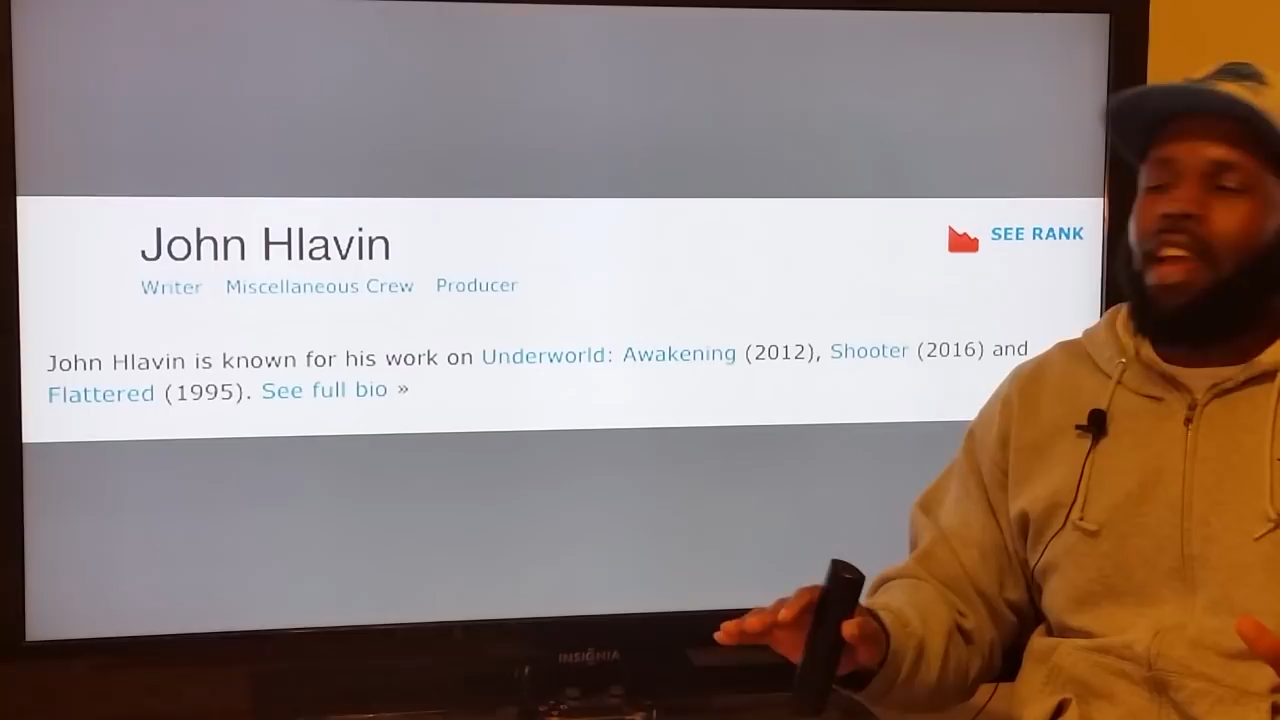 John Hlavin
SEE RANK
Writer Miscellaneous Crew Producer
John Hlavin is known for his work on Underworld: Awakening (2012), Shooter (2016) and
Flattered (1995). See full bio »
INSIGNIA